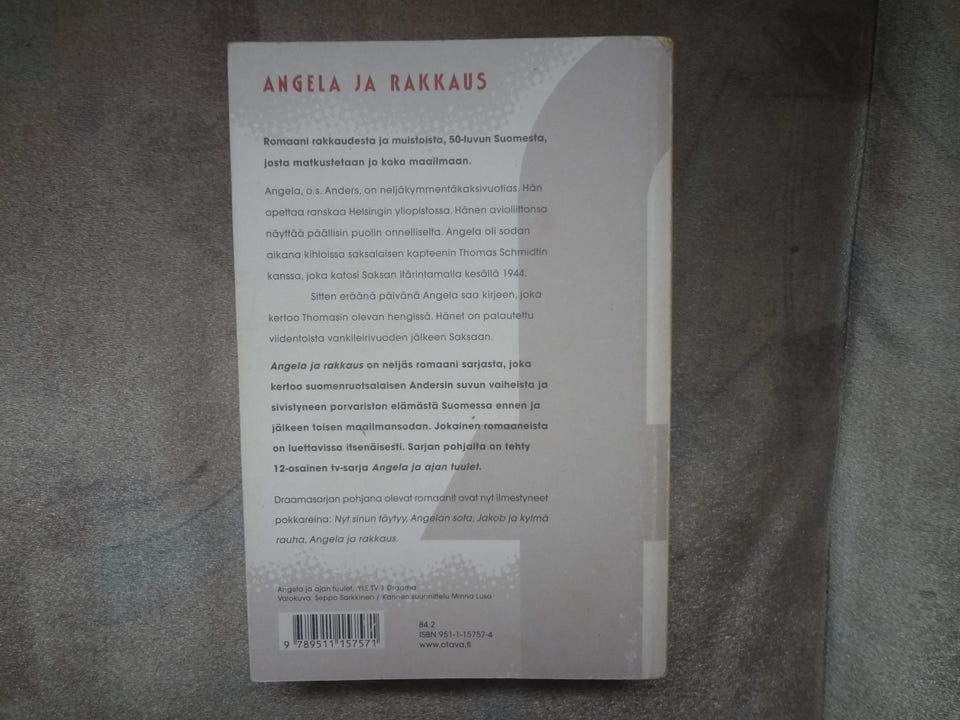 ANGELA JA RAKKAUS
Romaani rakkaudesta ja muistoista, 50-luvun Suomesta,
josta matkustetaan jo koko maailmaan.
Angela, o.s. Anders, on neljäkymmentäkaksivuotias. Hän
opettaa ranskaa Helsingin yliopistossa. Hänen avioliittonsa
näyttää päällisin puolin onnelliselta. Angela oli sodan
aikana kihloissa saksalaisen kapteenin Thomas Schmidtin
kanssa, joka katosi Saksan itärintamalla kesällä 1944.
Sitten eräänä päivänä Angela saa kirjeen, joka
kertoo Thomasin olevan hengissä. Hänet on palautettu
viidentoista vankileirivuoden jälkeen Saksaan.
Angela ja rakkaus on neljäs romaani sarjasta, joka
kertoo suomenruotsalaisen Andersin suvun vaiheista ja
sivistyneen porvariston elämästä Suomessa ennen ja
jälkeen toisen maailmansodan. Jokainen romaaneista
on luettavissa itsenäisesti. Sarjan pohjalta on tehty
12-osainen tv-sarja Angela ja ajan tuulet.
Draamasarjan pohjana olevat romaanit ovat nyt ilmestyneet
pokkareina: Nyt sinun täytyy, Angelan sota, Jakob ja kylmä
rauha, Angela ja rakkaus.
Angela ja ajan tuulet, YLE TV 1 Draama
Valokuva: Seppo Sarkkinen / Kannen suunnittelu Minna Luoa
84.2
ISBN 951-1-15757-4
www.otava.fi
9 789511 157571